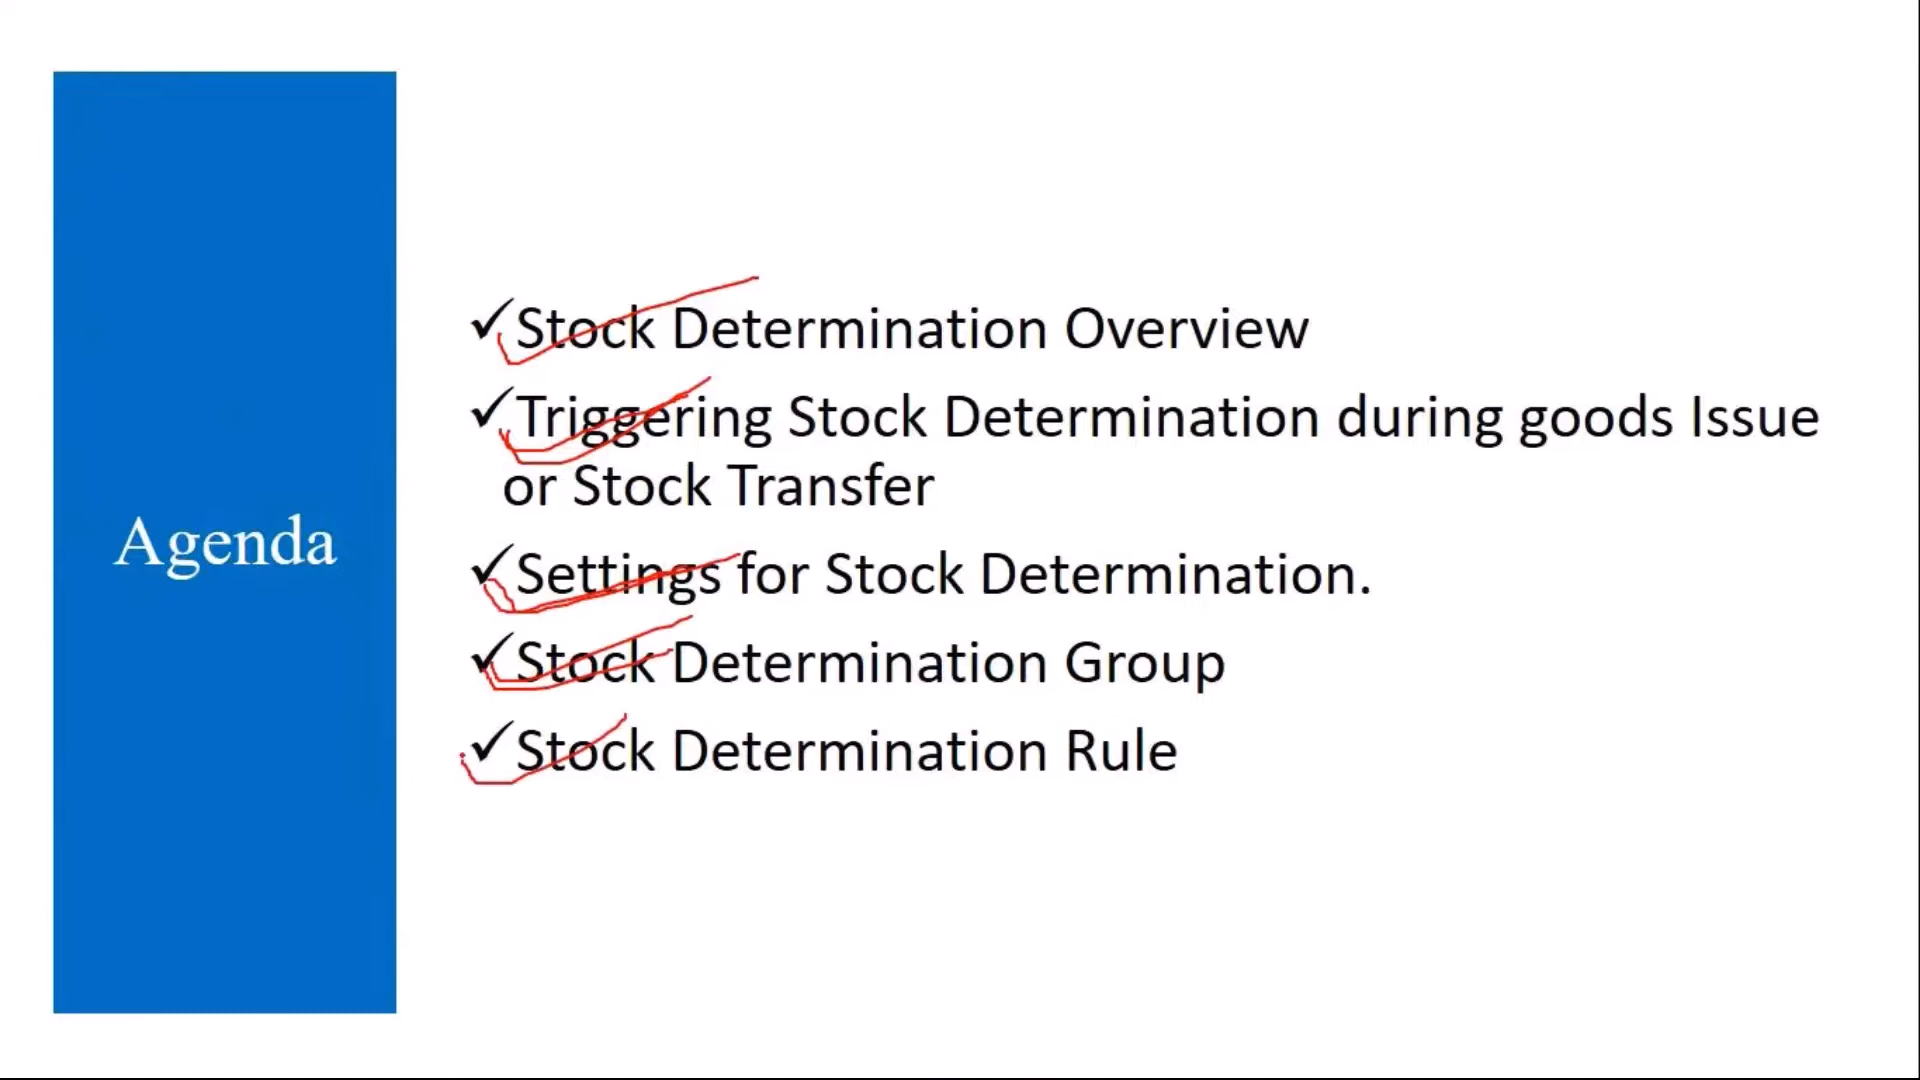 Agenda
✓Stock Determination Overview
✓Triggering Stock Determination during goods Issue
or Stock Transfer
✓Settings for Stock Determination.
✓Stock Determination Group
✓Stock Determination Rule